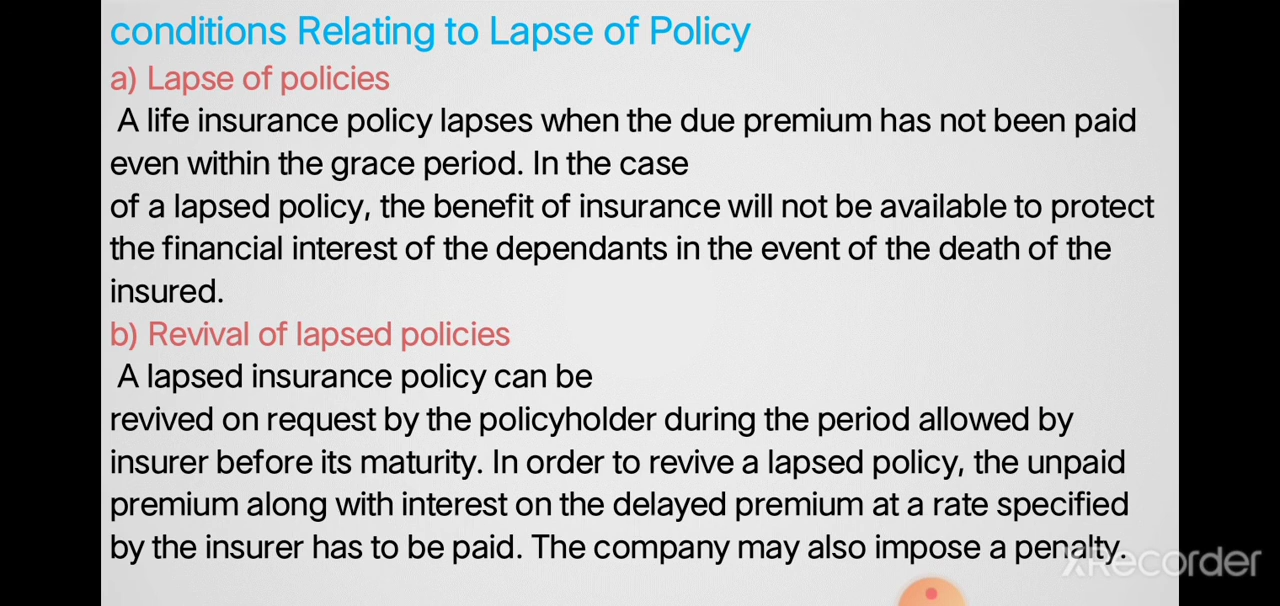 conditions Relating to Lapse of Policy
a) Lapse of policies
A life insurance policy lapses when the due premium has not been paid
even within the grace period. In the case
of a lapsed policy, the benefit of insurance will not be available to protect
the financial interest of the dependants in the event of the death of the
insured.
b) Revival of lapsed policies
A lapsed insurance policy can be
revived on request by the policyholder during the period allowed by
insurer before its maturity. In order to revive a lapsed policy, the unpaid
premium along with interest on the delayed premium at a rate specified
by the insurer has to be paid. The company may also impose a penalty.
XRecorder